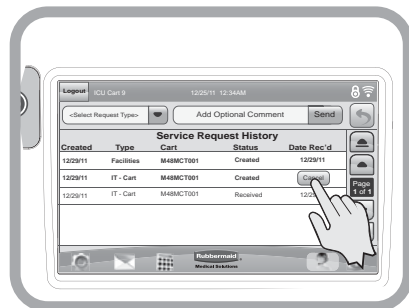 Logout ICU Cart 9 12/25/11 12:34AM
<Select Request Type> Add Optional Comment Send
Service Request History
Created Type Cart Status Date Rec'd
12/29/11 Facilities M48MCT001 Created 12/29/11
12/29/11 IT - Cart M48MCT001 Created Cancel
12/29/11 IT - Cart M48MCT001 Received
Page
1 of 1
Rubbermaid
Medical Solutions